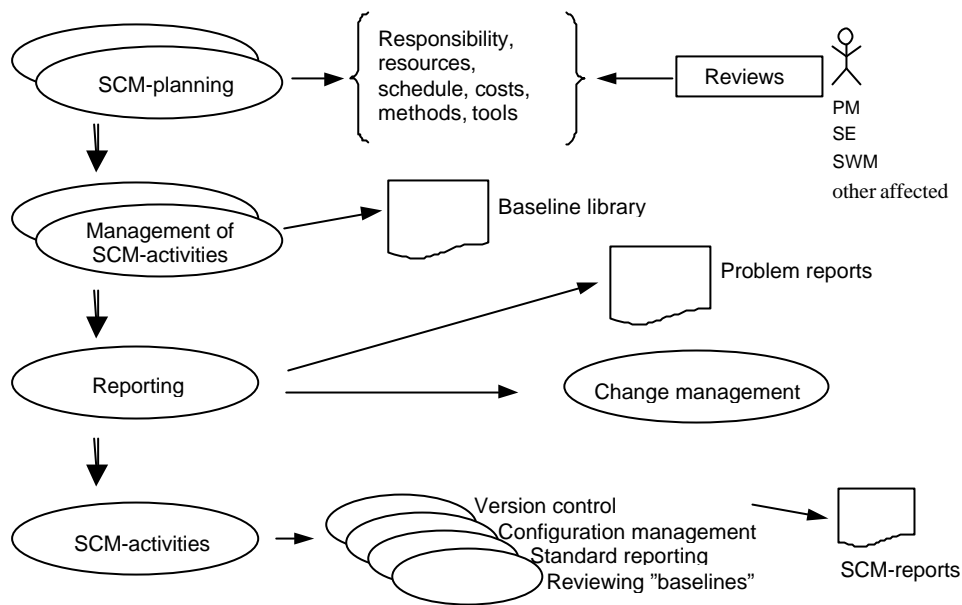 SCM-planning
Responsibility,
resources,
schedule, costs,
methods, tools
Reviews
PM
SE
SWM
other affected
Management of
SCM-activities
Baseline library
Problem reports
Reporting
Change management
SCM-activities
Version control
Configuration management
Standard reporting
Reviewing ”baselines”
SCM-reports